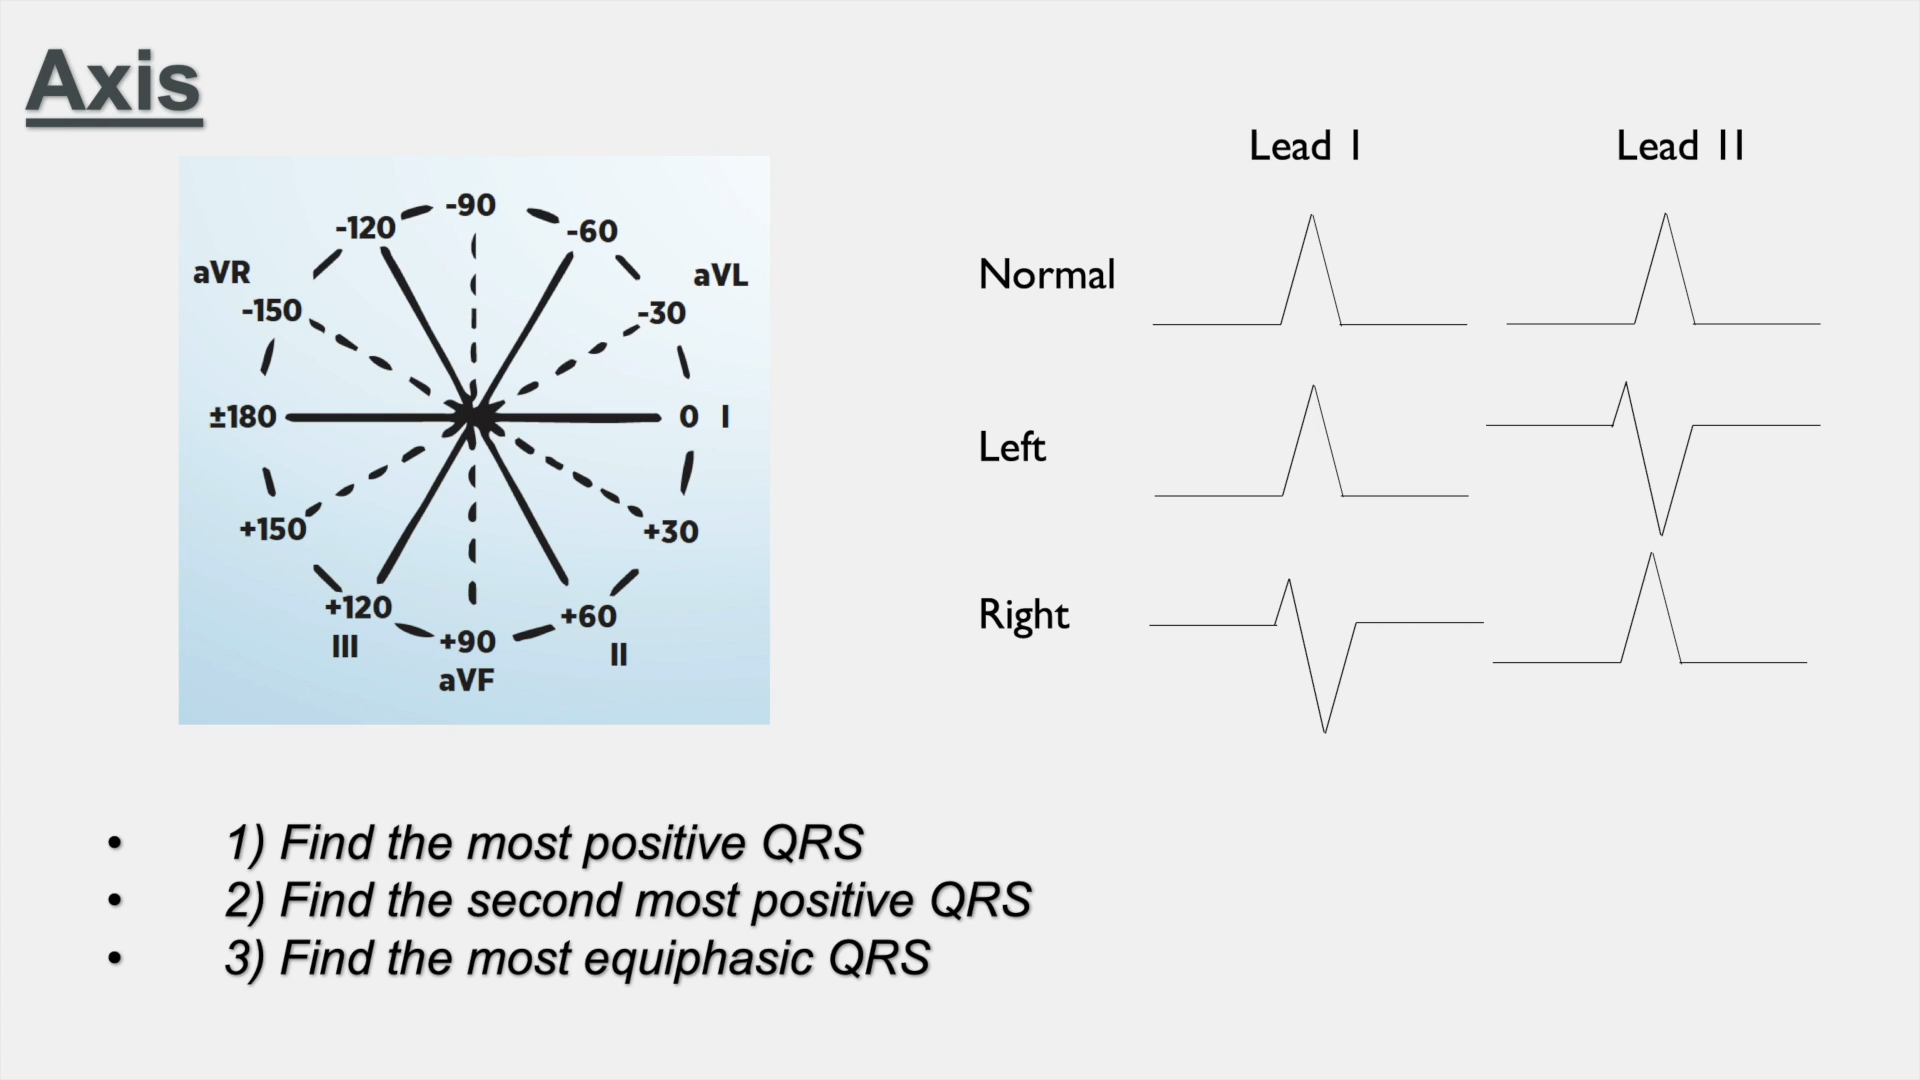 Axis
-90
-120
-60
aVR
aVL
-150
-30
±180
0 I
+150
+30
+120
+60
III
+90
II
aVF
Lead I
Lead II
Normal
Left
Right
• 1) Find the most positive QRS
• 2) Find the second most positive QRS
• 3) Find the most equiphasic QRS